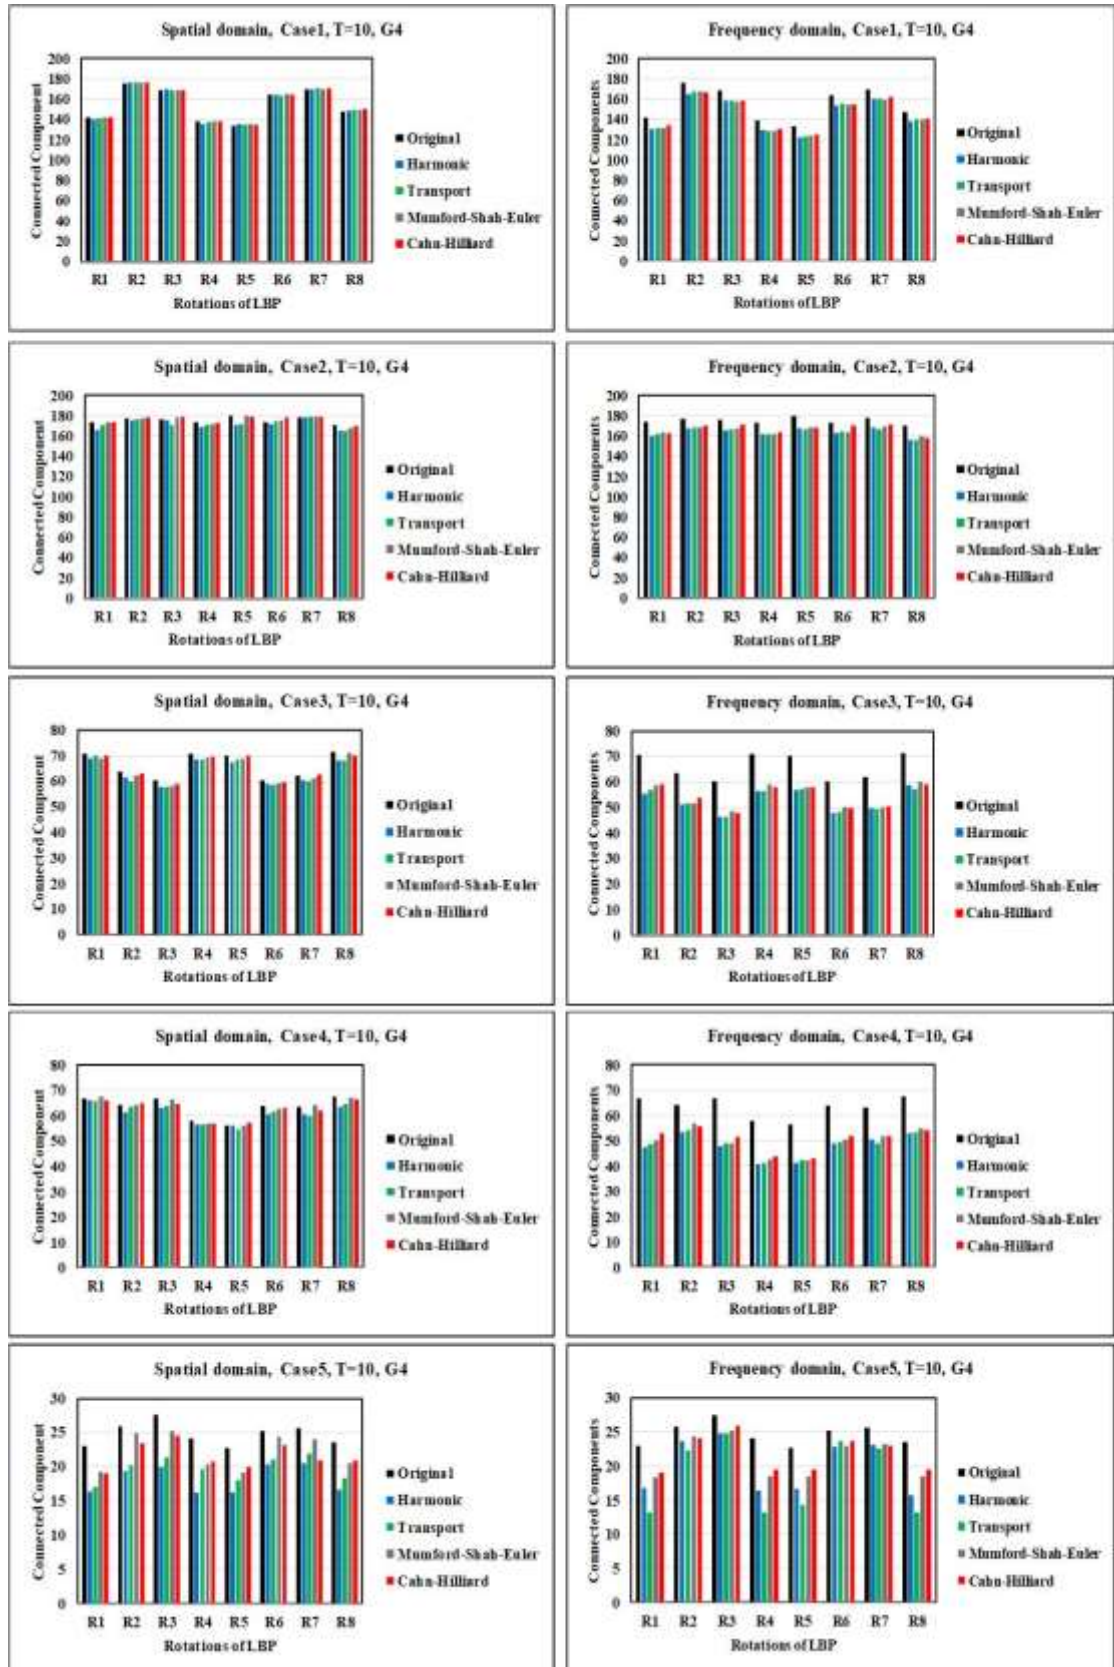 Spatial domain, Case1, T=10, G4
Connected Component
200
180
160
140
120
100
80
60
40
20
0
R1 R2 R3 R4 R5 R6 R7 R8
Rotations of LBP
Original
Harmonic
Transport
Mumford-Shah-Euler
Cahn-Hilliard
Frequency domain, Case1, T=10, G4
Connected Components
200
180
160
140
120
100
80
60
40
20
0
R1 R2 R3 R4 R5 R6 R7 R8
Rotations of LBP
Original
Harmonic
Transport
Mumford-Shah-Euler
Cahn-Hilliard
Spatial domain, Case2, T=10, G4
Connected Component
200
180
160
140
120
100
80
60
40
20
0
R1 R2 R3 R4 R5 R6 R7 R8
Rotations of LBP
Original
Harmonic
Transport
Mumford-Shah-Euler
Cahn-Hilliard
Frequency domain, Case2, T=10, G4
Connected Components
200
180
160
140
120
100
80
60
40
20
0
R1 R2 R3 R4 R5 R6 R7 R8
Rotations of LBP
Original
Harmonic
Transport
Mumford-Shah-Euler
Cahn-Hilliard
Spatial domain, Case3, T=10, G4
Connected Component
80
70
60
50
40
30
20
10
0
R1 R2 R3 R4 R5 R6 R7 R8
Rotations of LBP
Original
Harmonic
Transport
Mumford-Shah-Euler
Cahn-Hilliard
Frequency domain, Case3, T=10, G4
Connected Components
80
70
60
50
40
30
20
10
0
R1 R2 R3 R4 R5 R6 R7 R8
Rotations of LBP
Original
Harmonic
Transport
Mumford-Shah-Euler
Cahn-Hilliard
Spatial domain, Case4, T=10, G4
Connected Component
80
70
60
50
40
30
20
10
0
R1 R2 R3 R4 R5 R6 R7 R8
Rotations of LBP
Original
Harmonic
Transport
Mumford-Shah-Euler
Cahn-Hilliard
Frequency domain, Case4, T=10, G4
Connected Components
80
70
60
50
40
30
20
10
0
R1 R2 R3 R4 R5 R6 R7 R8
Rotations of LBP
Original
Harmonic
Transport
Mumford-Shah-Euler
Cahn-Hilliard
Spatial domain, Case5, T=10, G4
Connected Component
30
25
20
15
10
5
0
R1 R2 R3 R4 R5 R6 R7 R8
Rotations of LBP
Original
Harmonic
Transport
Mumford-Shah-Euler
Cahn-Hilliard
Frequency domain, Case5, T=10, G4
Connected Components
30
25
20
15
10
5
0
R1 R2 R3 R4 R5 R6 R7 R8
Rotations of LBP
Original
Harmonic
Transport
Mumford-Shah-Euler
Cahn-Hilliard